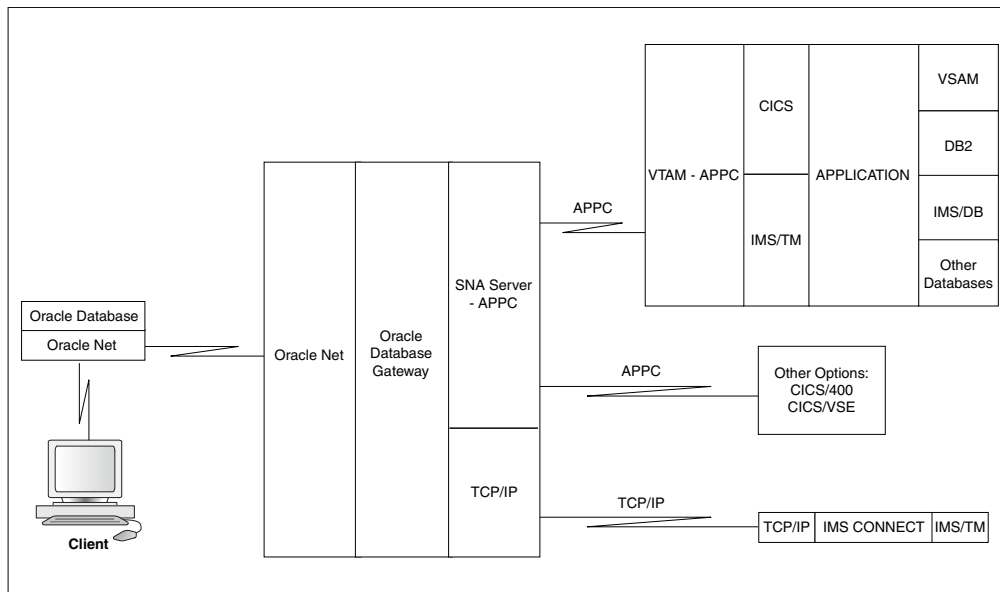 VTAM - APPC
CICS
IMS/TM
APPLICATION
VSAM
DB2
IMS/DB
Other
Databases
APPC
SNA Server
- APPC
Oracle Database
Oracle Net
Oracle Net
Oracle
Database
Gateway
APPC
Other Options:
CICS/400
CICS/VSE
TCP/IP
TCP/IP
TCP/IP
IMS CONNECT
IMS/TM
Client